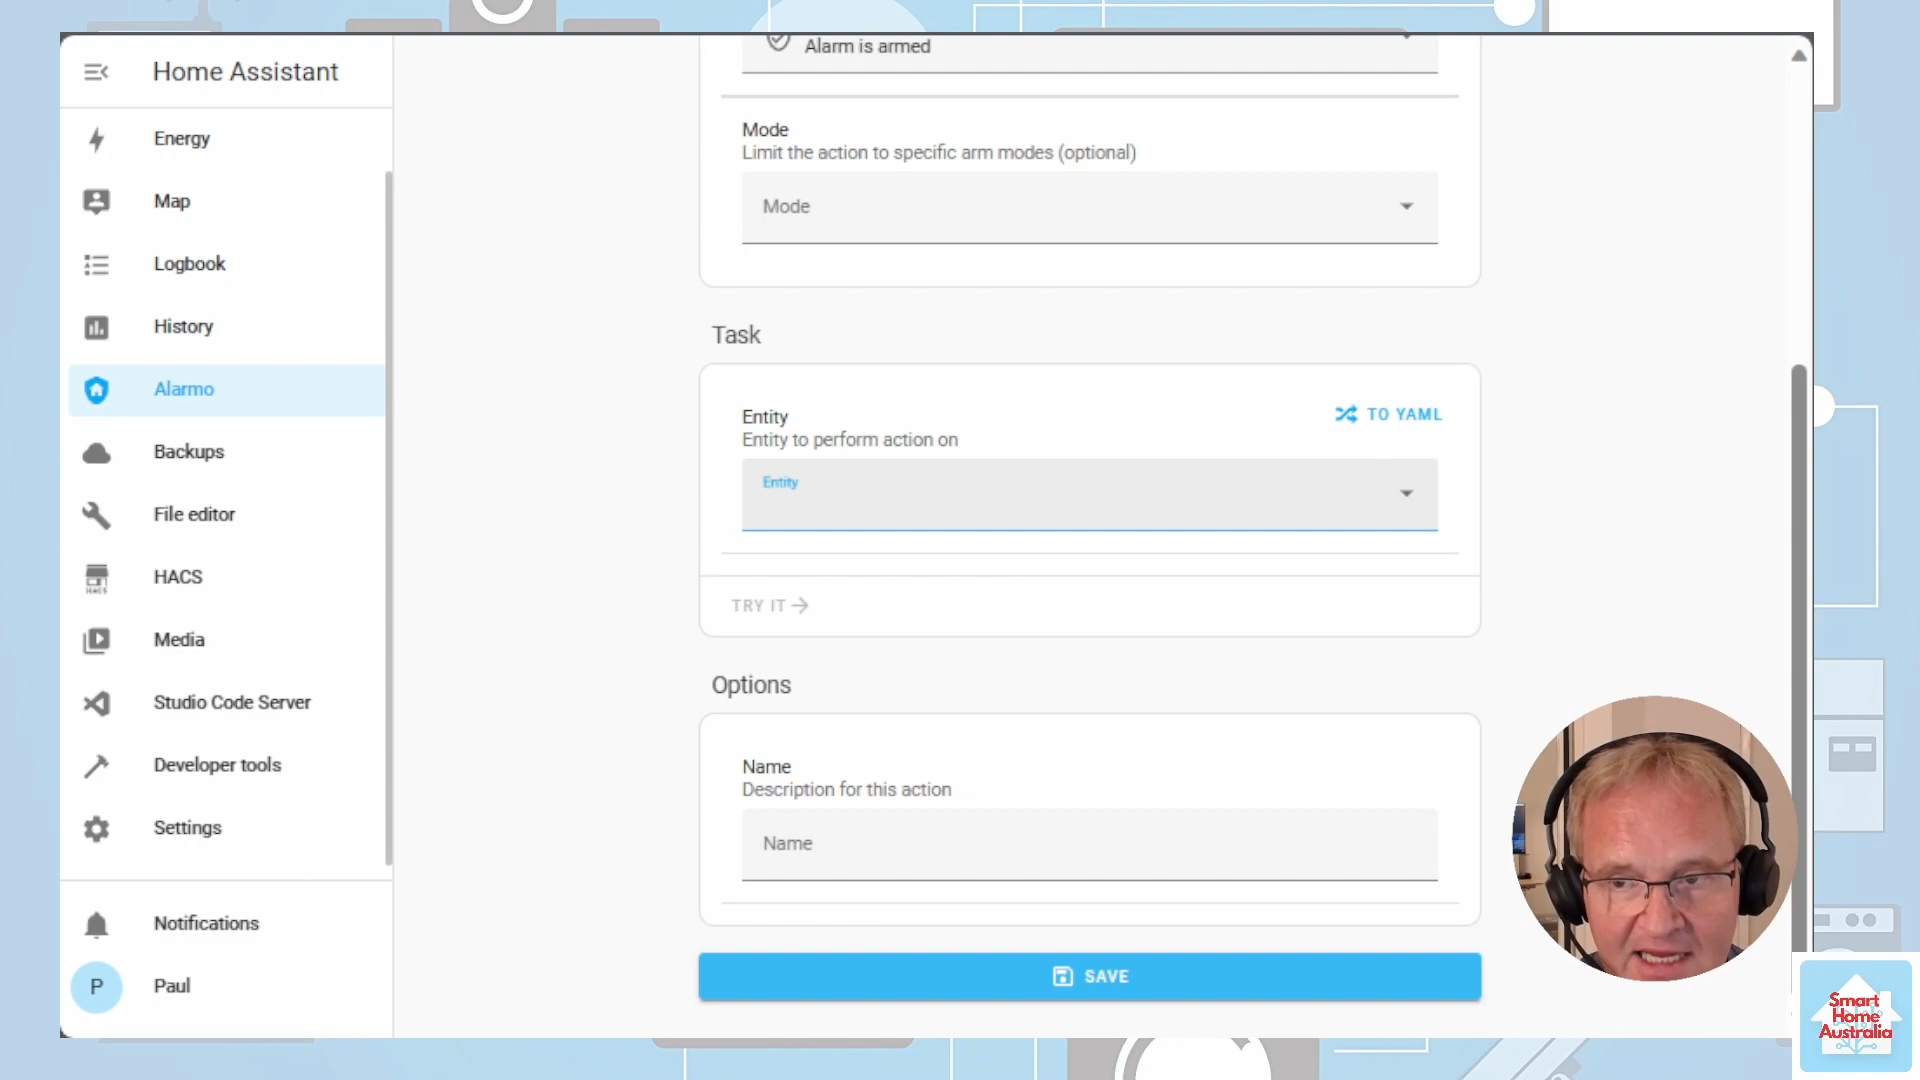 Home Assistant
Energy
Map
Logbook
History
Alarmo
Backups
File editor
HACS
HACS
Media
Studio Code Server
Developer tools
Settings
Notifications
P
Paul
Alarm is armed
Mode
Limit the action to specific arm modes (optional)
Mode
Task
Entity
TO YAML
Entity to perform action on
Entity
TRY IT
Options
Name
Description for this action
Name
SAVE
Smart
Home
Australia